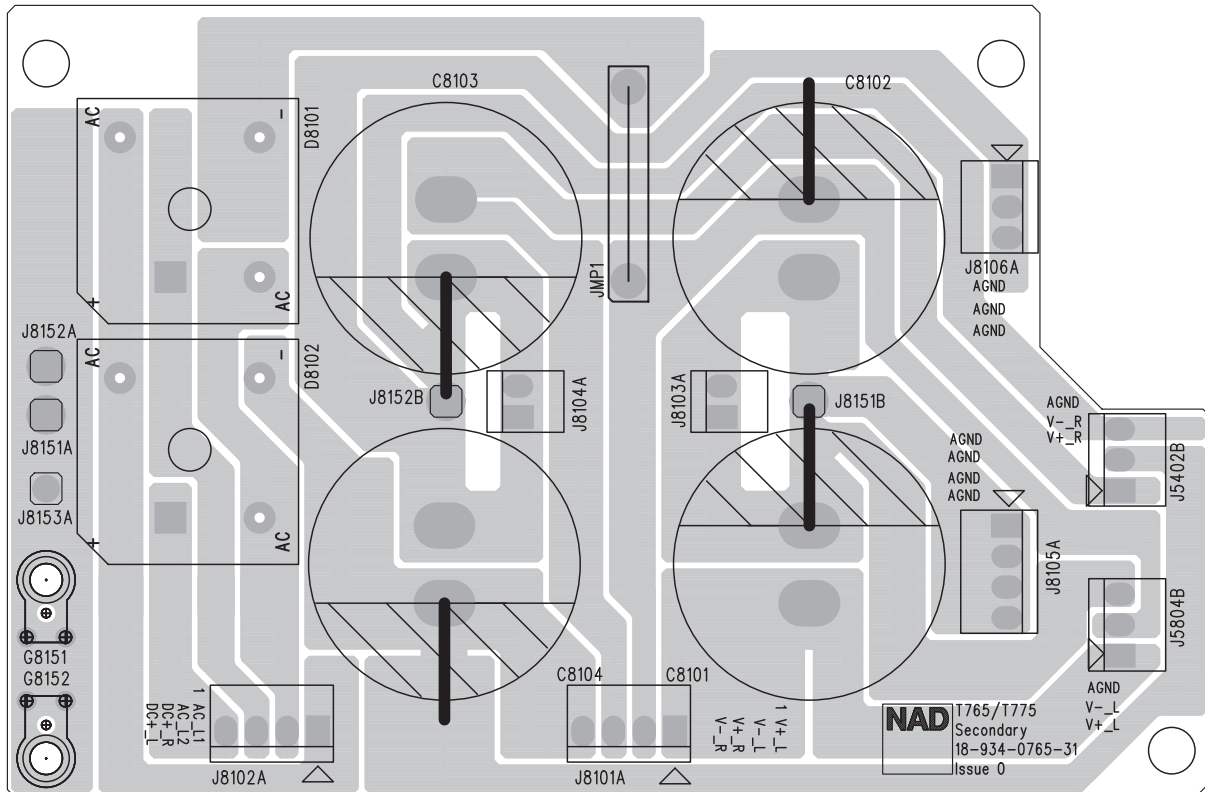 C8103
C8102
AC
-
D8101
+
AC
JMP1
J8106A
AGND
AGND
AGND
J8152A
AC
-
D8102
J8152B
J8104A
J8103A
J8151B
J8151A
AGND
V-_R
V+_R
J5402B
AGND
AGND
AGND
AGND
J8153A
+
AC
J8105A
J5804B
G8151
G8152
1 AC_L1
AC_L2
DC+_R
DC+_L
J8102A
C8104
C8101
J8101A
1 V+_L
V-_L
V+_R
V-_R
AGND
V-_L
V+_L
NAD
T765/T775
Secondary
18-934-0765-31
Issue 0